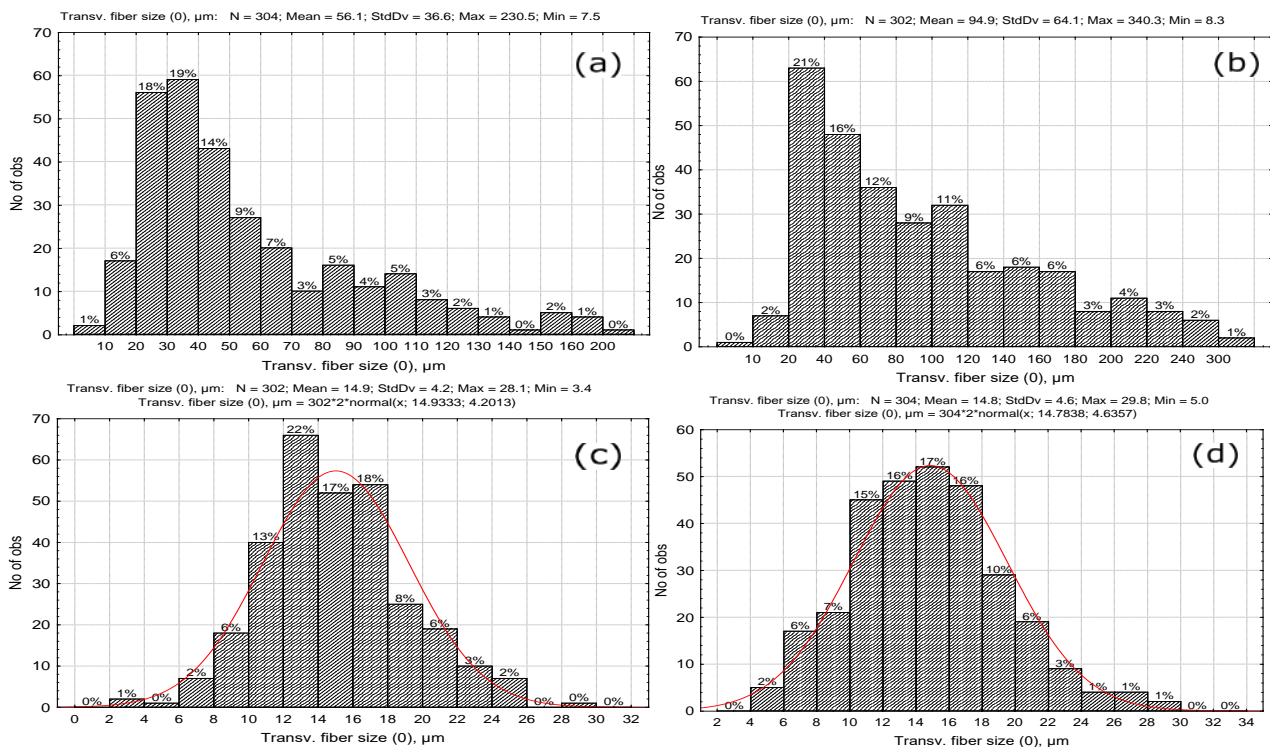 Transv. fiber size (0), µm: N = 304; Mean = 56.1; StdDv = 36.6; Max = 230.5; Min = 7.5
(a)
No of obs
70
60
50
40
30
20
10
0
1% 6% 18% 19% 14% 9% 7% 3% 5% 4% 5% 3% 2% 1% 0% 2% 1% 0%
10 20 30 40 50 60 70 80 90 100 110 120 130 140 150 160 200
Transv. fiber size (0), µm
Transv. fiber size (0), µm: N = 302; Mean = 94.9; StdDv = 64.1; Max = 340.3; Min = 8.3
(b)
No of obs
70
60
50
40
30
20
10
0
0% 2% 21% 16% 12% 9% 11% 6% 6% 6% 3% 4% 3% 2% 1%
10 20 40 60 80 100 120 140 160 180 200 220 240 300
Transv. fiber size (0), µm
Transv. fiber size (0), µm: N = 302; Mean = 14.9; StdDv = 4.2; Max = 28.1; Min = 3.4
Transv. fiber size (0), µm = 302*2*normal(x; 14.9333; 4.2013)
(c)
No of obs
70
60
50
40
30
20
10
0
0% 1% 0% 2% 6% 13% 22% 17% 18% 8% 6% 3% 2% 0% 0% 0%
0 2 4 6 8 10 12 14 16 18 20 22 24 26 28 30 32
Transv. fiber size (0), µm
Transv. fiber size (0), µm: N = 304; Mean = 14.8; StdDv = 4.6; Max = 29.8; Min = 5.0
Transv. fiber size (0), µm = 304*2*normal(x; 14.7838; 4.6357)
(d)
No of obs
60
50
40
30
20
10
0
0% 2% 6% 7% 15% 16% 17% 16% 10% 6% 3% 1% 1% 1% 0% 0%
2 4 6 8 10 12 14 16 18 20 22 24 26 28 30 32 34
Transv. fiber size (0), µm